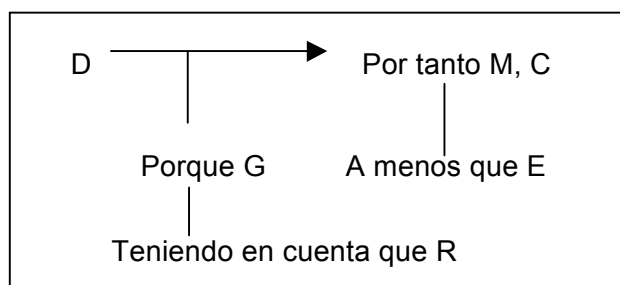 D Por tanto M, C
Porque G A menos que E
Teniendo en cuenta que R